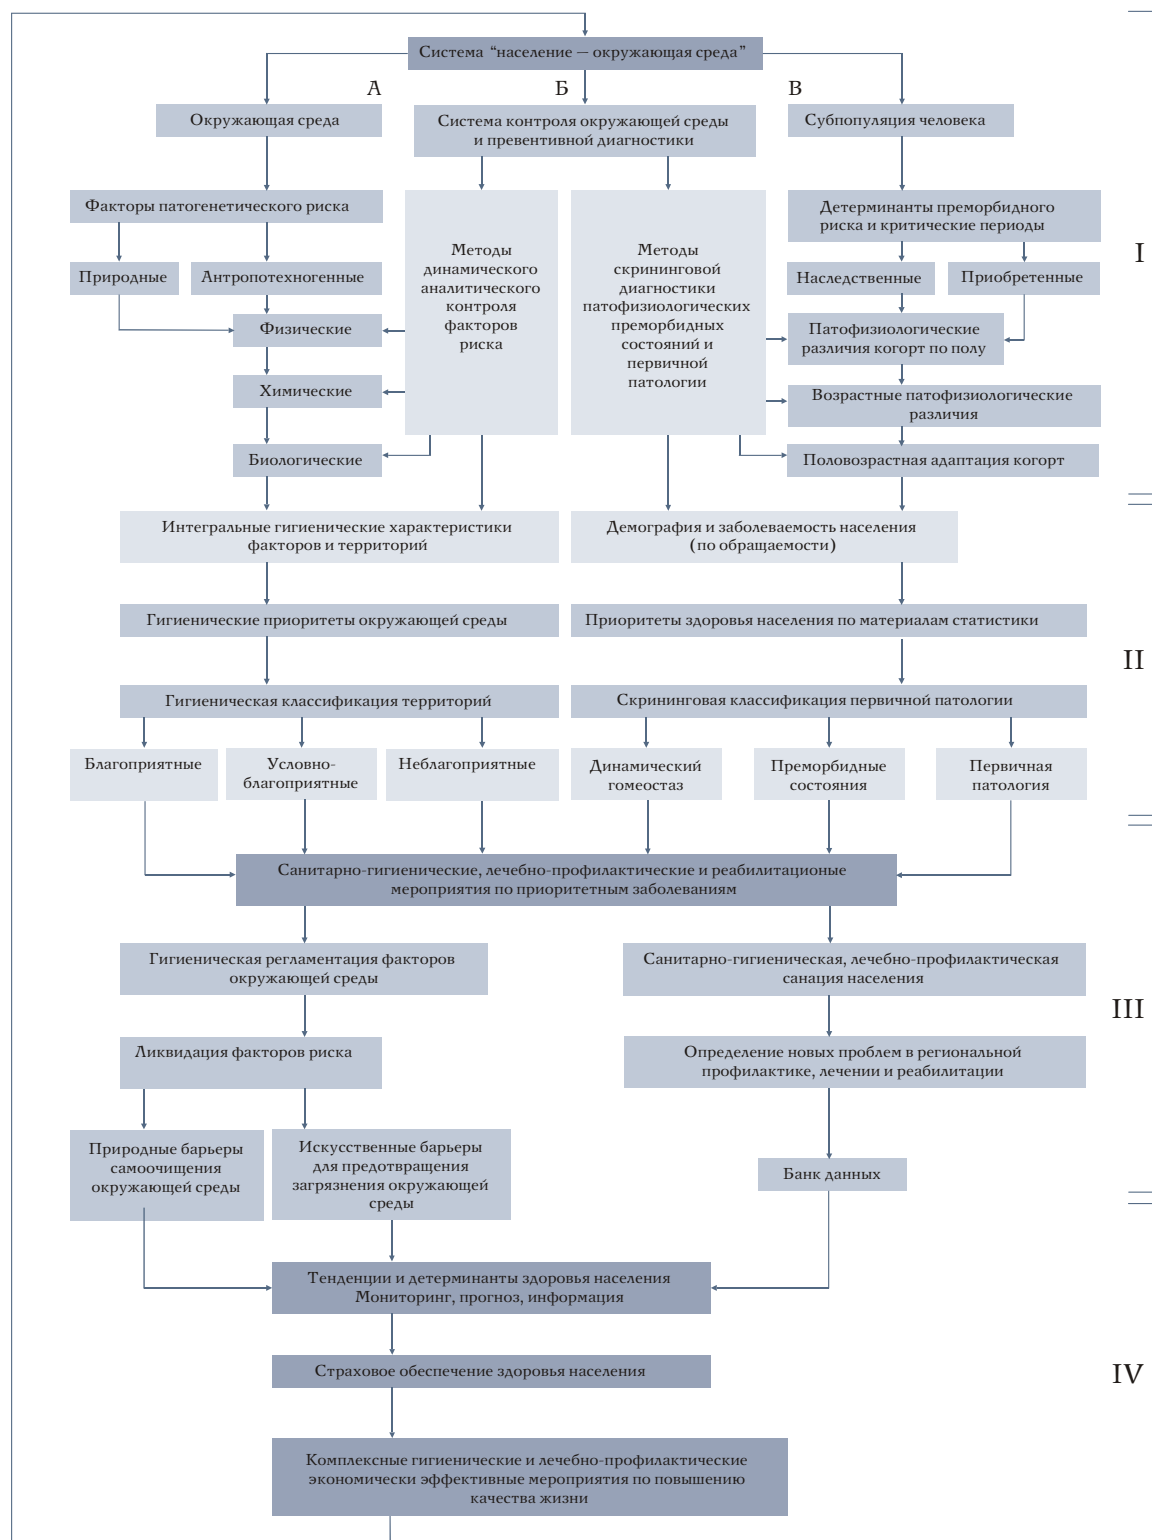 Система “население — окружающая среда”
А
Б
В
Окружающая среда
Система контроля окружающей среды
и превентивной диагностики
Субпопуляция человека
Факторы патогенетического риска
Методы
динамического
аналитического
контроля
факторов
риска
Методы
скрининговой
диагностики
патофизиологических
преморбидных
состояний и
первичной
патологии
Детерминанты преморбидного
риска и критические периоды
I
Природные
Антропотехногенные
Наследственные
Приобретенные
Физические
Патофизиологические
различия когорт по полу
Химические
Возрастные патофизиологические
различия
Биологические
Половозрастная адаптация когорт
Интегральные гигиенические характеристики
факторов и территорий
Демография и заболеваемость населения
(по обращаемости)
Гигиенические приоритеты окружающей среды
Приоритеты здоровья населения по материалам статистики
II
Гигиеническая классификация территорий
Скрининговая классификация первичной патологии
Благоприятные
Условно-
благоприятные
Неблагоприятные
Динамический
гомеостаз
Преморбидные
состояния
Первичная
патология
Санитарно-гигиенические, лечебно-профилактические и реабилитационые
мероприятия по приоритетным заболеваниям
Гигиеническая регламентация факторов
окружающей среды
Санитарно-гигиеническая, лечебно-профилактическая
санация населения
III
Ликвидация факторов риска
Определение новых проблем в региональной
профилактике, лечении и реабилитации
Природные барьеры
самоочищения
окружающей среды
Искусственные барьеры
для предотвращения
загрязнения окружающей
среды
Банк данных
Тенденции и детерминанты здоровья населения
Мониторинг, прогноз, информация
Страховое обеспечение здоровья населения
IV
Комплексные гигиенические и лечебно-профилактические
экономически эффективные мероприятия по повышению
качества жизни